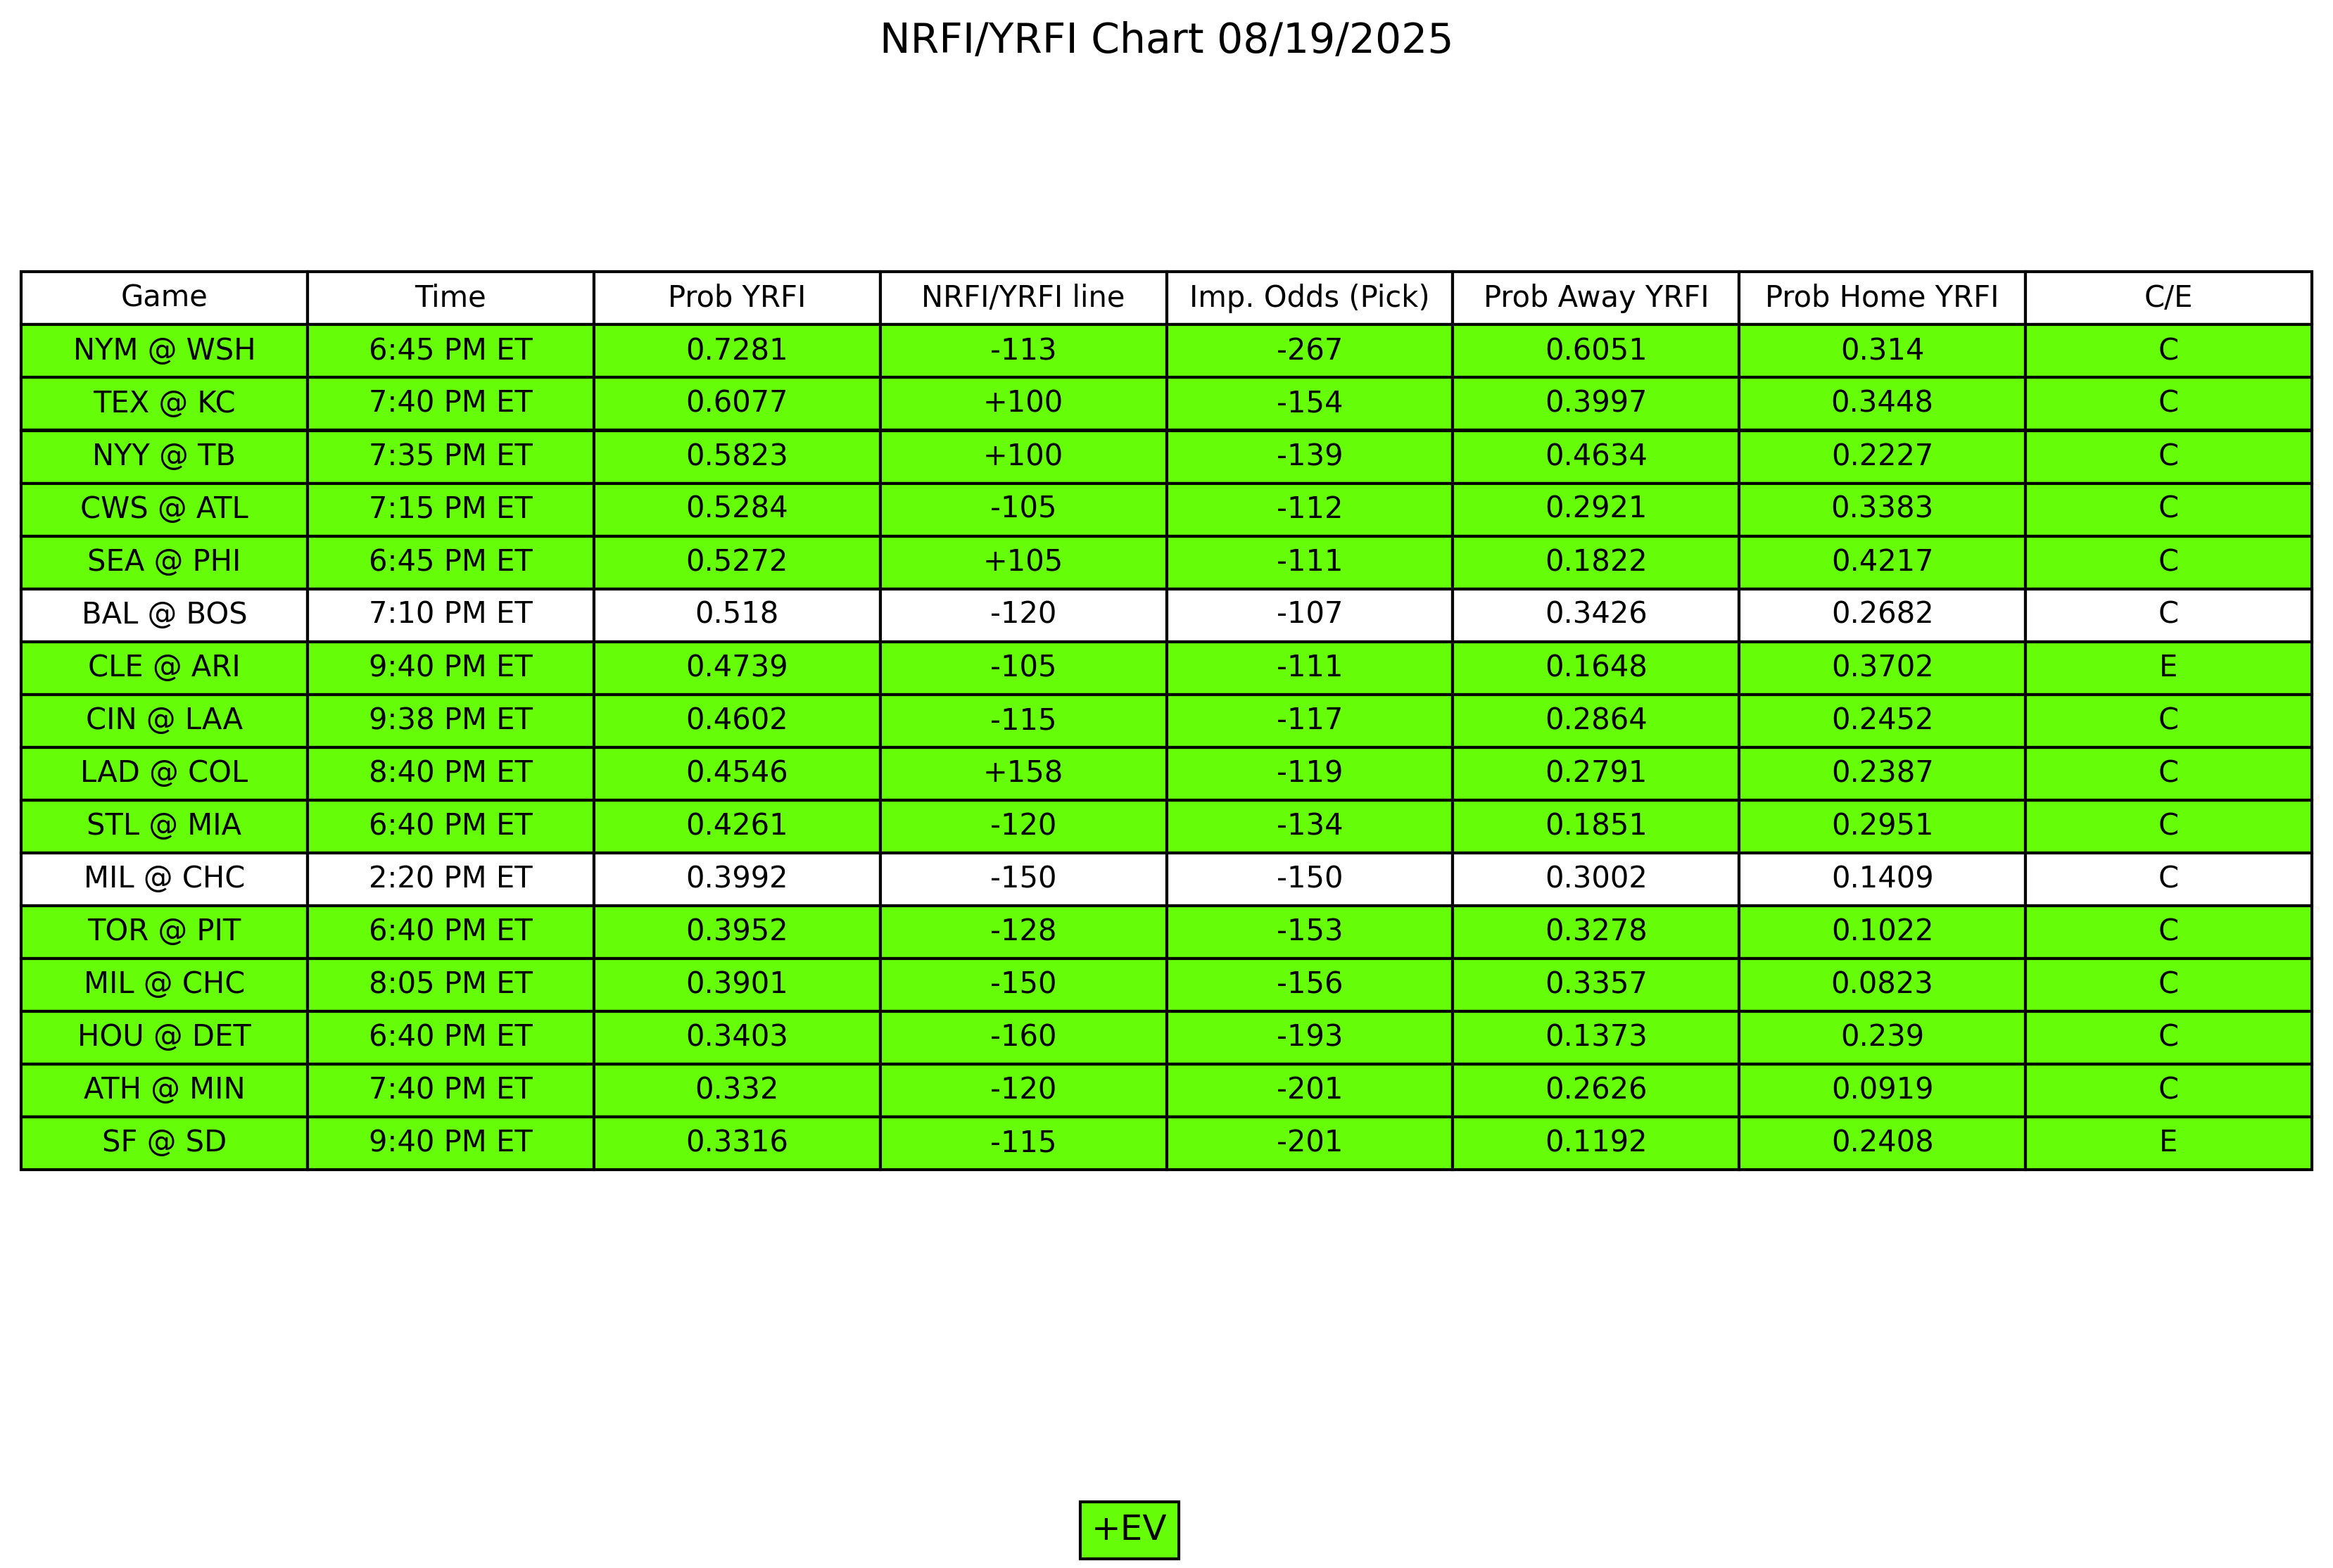 NRFI/YRFI Chart 08/19/2025
Game Time Prob YRFI NRFI/YRFI line Imp. Odds (Pick) Prob Away YRFI Prob Home YRFI C/E
NYM @ WSH 6:45 PM ET 0.7281 -113 -267 0.6051 0.314 C
TEX @ KC 7:40 PM ET 0.6077 +100 -154 0.3997 0.3448 C
NYY @ TB 7:35 PM ET 0.5823 +100 -139 0.4634 0.2227 C
CWS @ ATL 7:15 PM ET 0.5284 -105 -112 0.2921 0.3383 C
SEA @ PHI 6:45 PM ET 0.5272 +105 -111 0.1822 0.4217 C
BAL @ BOS 7:10 PM ET 0.518 -120 -107 0.3426 0.2682 C
CLE @ ARI 9:40 PM ET 0.4739 -105 -111 0.1648 0.3702 E
CIN @ LAA 9:38 PM ET 0.4602 -115 -117 0.2864 0.2452 C
LAD @ COL 8:40 PM ET 0.4546 +158 -119 0.2791 0.2387 C
STL @ MIA 6:40 PM ET 0.4261 -120 -134 0.1851 0.2951 C
MIL @ CHC 2:20 PM ET 0.3992 -150 -150 0.3002 0.1409 C
TOR @ PIT 6:40 PM ET 0.3952 -128 -153 0.3278 0.1022 C
MIL @ CHC 8:05 PM ET 0.3901 -150 -156 0.3357 0.0823 C
HOU @ DET 6:40 PM ET 0.3403 -160 -193 0.1373 0.239 C
ATH @ MIN 7:40 PM ET 0.332 -120 -201 0.2626 0.0919 C
SF @ SD 9:40 PM ET 0.3316 -115 -201 0.1192 0.2408 E
+EV